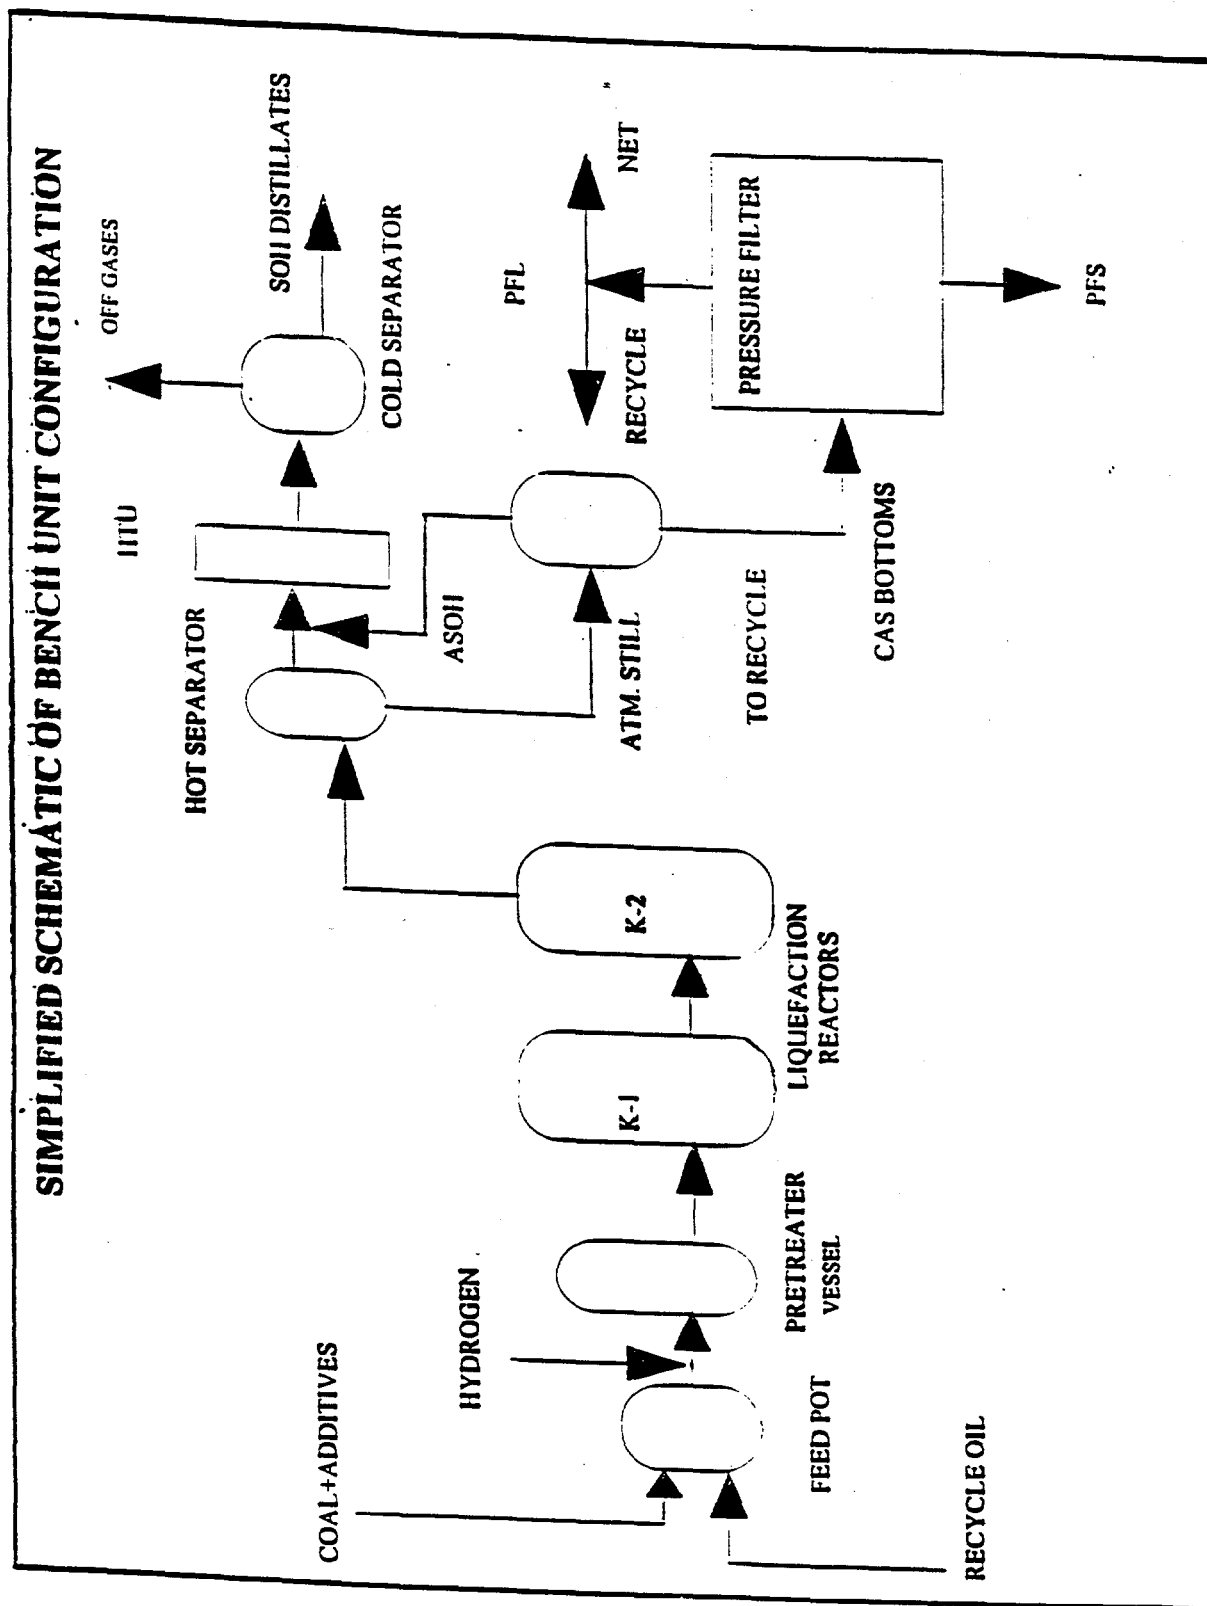 SIMPLIFIED SCHEMATIC OF BENCH UNIT CONFIGURATION
OFF GASES
HTU
SOH DISTILLATES
HOT SEPARATOR
COLD SEPARATOR
COAL+ADDITIVES
ASOH
HYDROGEN
PFL
NET
RECYCLE
ATM. STILL
K-1
K-2
PRESSURE FILTER
TO RECYCLE
FEED POT
PRETREATER
VESSEL
LIQUEFACTION
REACTORS
CAS BOTTOMS
RECYCLE OIL
PFS